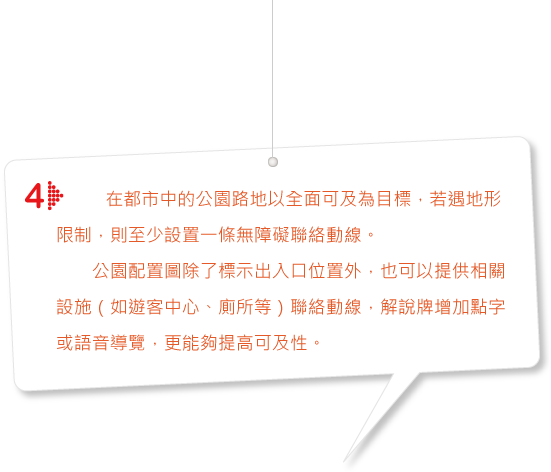 4 在都市中的公園路地以全面可及為目標，若遇地形
限制，則至少設置一條無障礙聯絡動線。
公園配置圖除了標示出入口位置外，也可以提供相關
設施（如遊客中心、廁所等）聯絡動線，解說牌增加點字
或語音導覽，更能夠提高可及性。